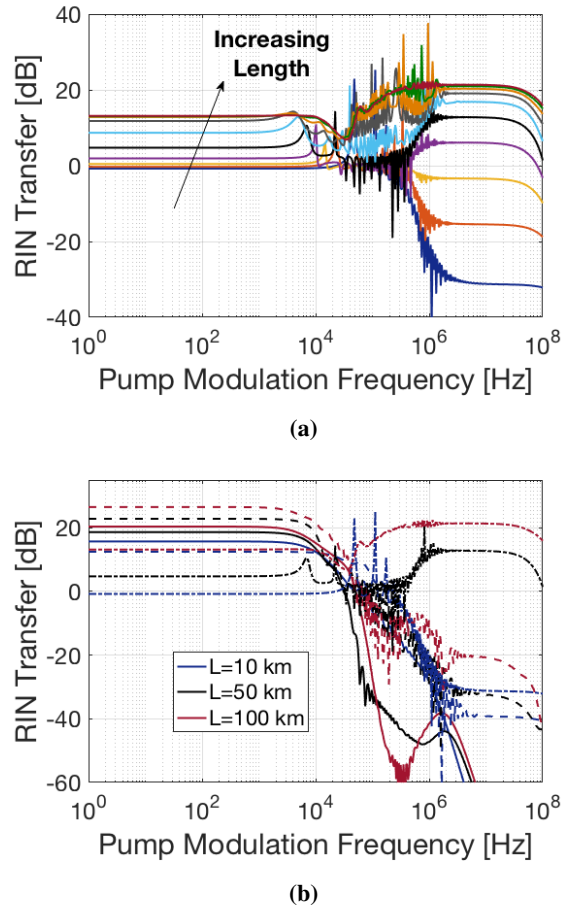 Increasing
Length
RIN Transfer [dB]
40
20
0
-20
-40
10^0
10^2
10^4
10^6
10^8
Pump Modulation Frequency [Hz]
(a)
RIN Transfer [dB]
20
0
-20
-40
-60
L=10 km
L=50 km
L=100 km
10^0
10^2
10^4
10^6
10^8
Pump Modulation Frequency [Hz]
(b)